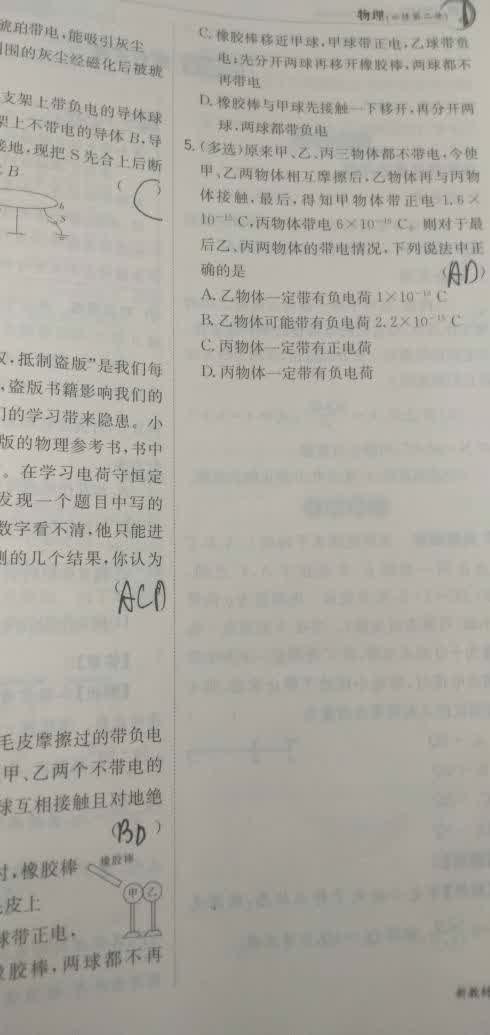 物理(必修第三册)
琥珀带电,能吸引灰尘
围的灰尘经磁化后被琥
支架上带负电的导体球
架上不带电的导体 B,导
接地,现把 S 先合上后断
B
( C
b
S
议,抵制盗版”是我们每
,盗版书籍影响我们的
们的学习带来隐患。小
版的物理参考书,书中
。在学习电荷守恒定
发现一个题目中写的
数字看不清,他只能进
测的几个结果,你认为
ACD
毛皮摩擦过的带负电
甲、乙两个不带电的
球互相接触且对地绝
(BD)
时,橡胶棒
毛皮上
球带正电,
橡胶棒,两球都不再
橡胶棒
甲 乙
C. 橡胶棒移近甲球,甲球带正电,乙球带负
电;先分开两球再移开橡胶棒,两球都不
再带电
D. 橡胶棒与甲球先接触一下移开,再分开两
球,两球都带负电
5. (多选)原来甲、乙、丙三物体都不带电,今使
甲、乙两物体相互摩擦后,乙物体再与丙物
体接触,最后,得知甲物体带正电 1.6×
10⁻¹⁵ C,丙物体带电 6×10⁻¹⁶ C。则对于最
后乙、丙两物体的带电情况,下列说法中正
确的是
(AD)
A. 乙物体一定带有负电荷 1×10⁻¹⁵ C
B. 乙物体可能带有负电荷 2.2×10⁻¹⁵ C
C. 丙物体一定带有正电荷
D. 丙物体一定带有负电荷
新教材